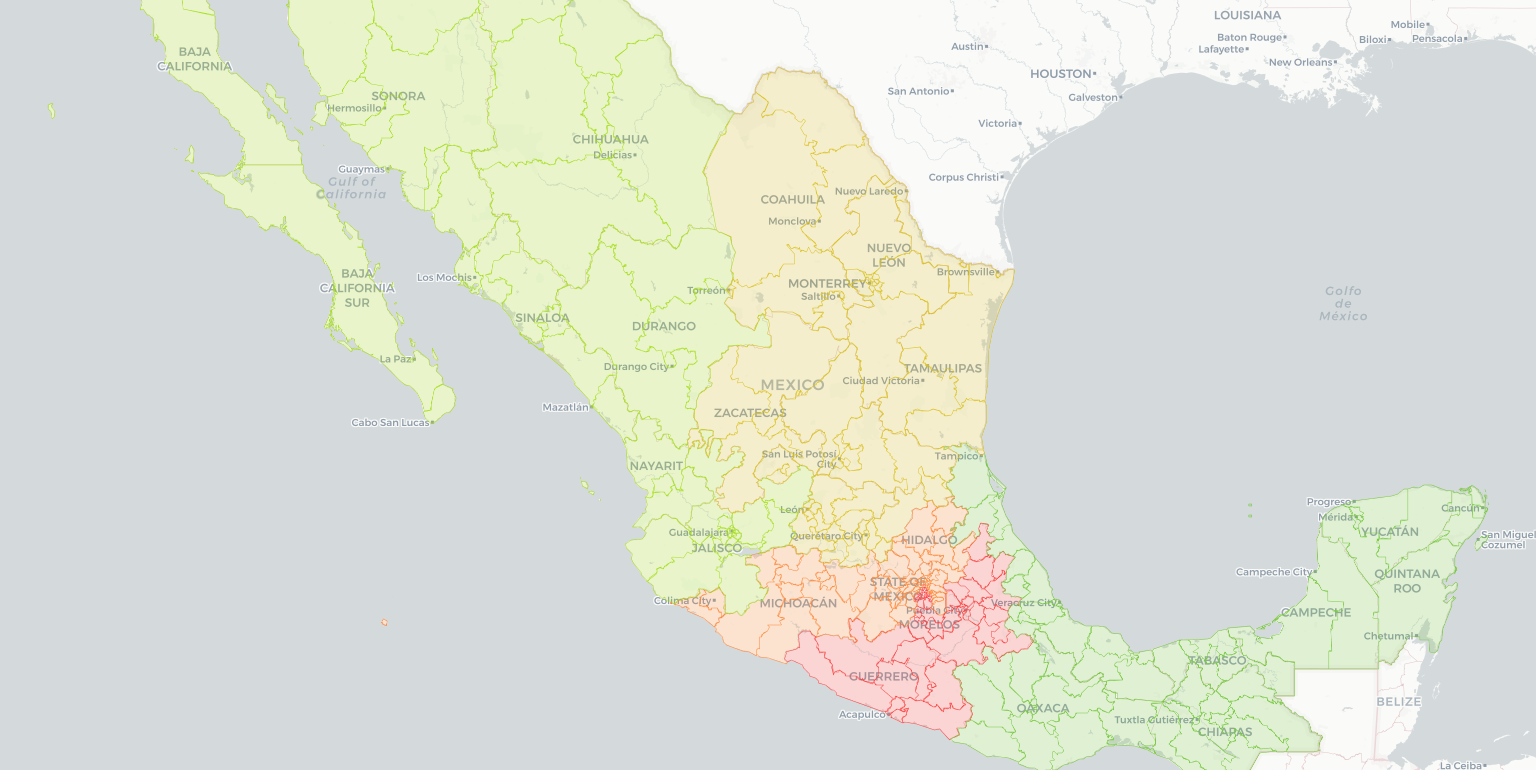 LOUISIANA
Mobile
Baton Rouge
Biloxi
Pensacola
Austin
Lafayette
BAJA
CALIFORNIA
New Orleans
HOUSTON
San Antonio
Galveston
SONORA
Hermosillo
Victoria
CHIHUAHUA
Delicias
Guaymas
Corpus Christi
Gulf of
California
Nuevo Laredo
COAHUILA
Monclova
NUEVO
LEÓN
Brownsville
BAJA
CALIFORNIA
SUR
Los Mochis
MONTERREY
Saltillo
Torreón
Golfo
de
México
SINALOA
DURANGO
La Paz
Durango City
TAMAULIPAS
MEXICO
Ciudad Victoria
Mazatlán
ZACATECAS
Cabo San Lucas
San Luis Potosí
City
Tampico
NAYARIT
León
Progreso
Cancún
Mérida
YUCATÁN
Guadalajara
Querétaro City
San Miguel
Cozumel
JALISCO
HIDALGO
Campeche City
QUINTANA
ROO
STATE OF
MEXICO
Colima City
MICHOACÁN
Veracruz City
Puebla City
CAMPECHE
MORELOS
Chetumal
TABASCO
GUERRERO
BELIZE
Acapulco
OAXACA
Tuxtla Gutiérrez
CHIAPAS
La Ceiba